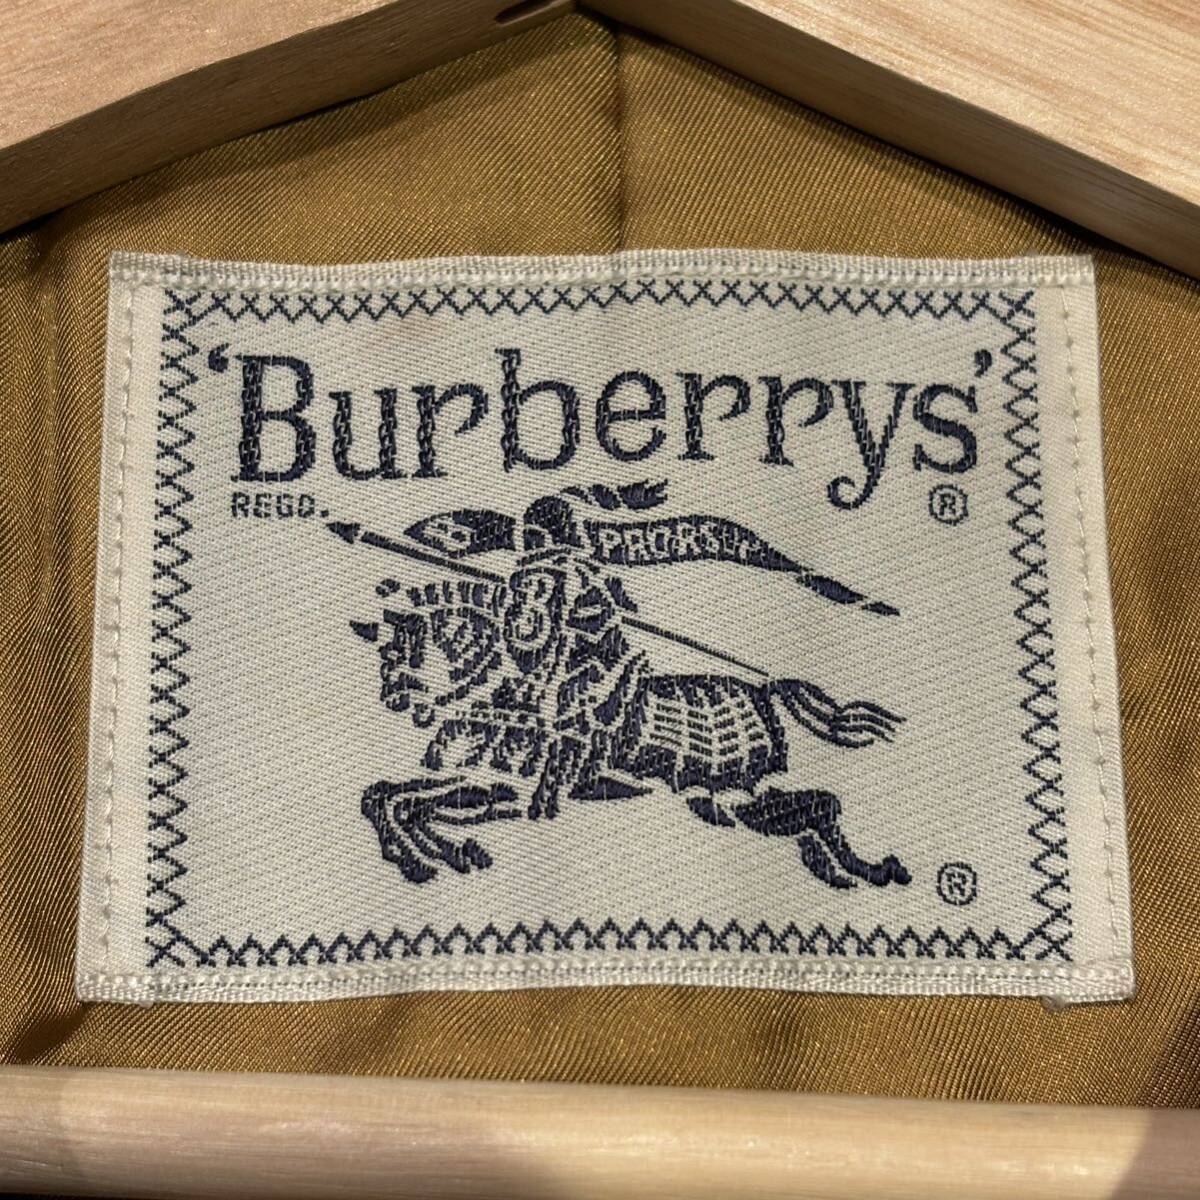 'Burberrys'
REGD.
®
PRORSUM
B
®